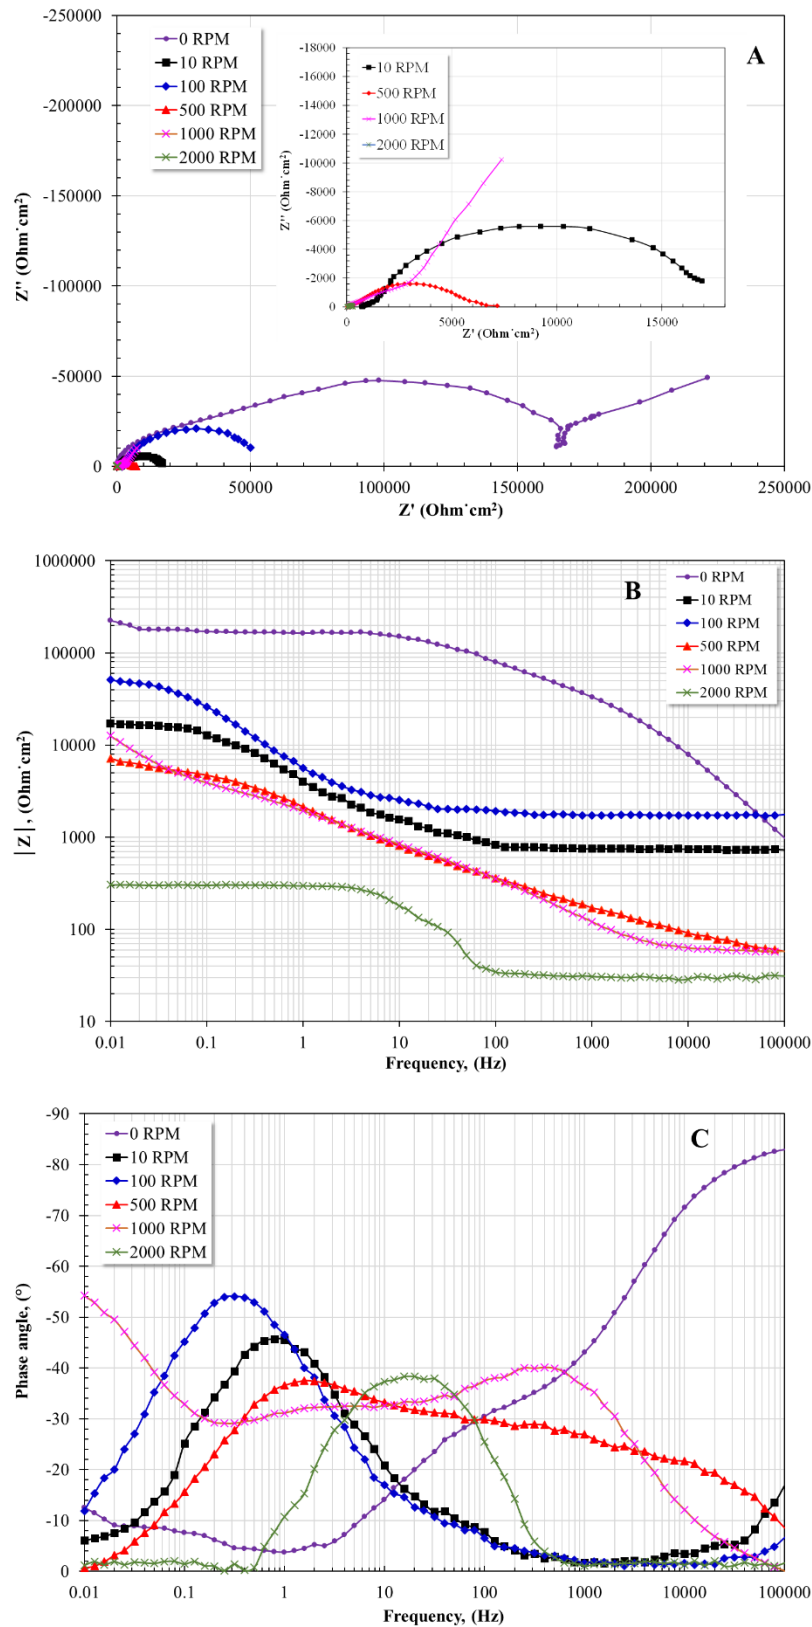 -250000
-200000
-150000
-100000
-50000
0
Z'' (Ohm˙cm²)
0 RPM
10 RPM
100 RPM
500 RPM
1000 RPM
2000 RPM
A
-18000
-16000
-14000
-12000
-10000
-8000
-6000
-4000
-2000
0
Z'' (Ohm˙cm²)
10 RPM
500 RPM
1000 RPM
2000 RPM
0 5000 10000 15000
Z' (Ohm˙cm²)
0 50000 100000 150000 200000 250000
Z' (Ohm˙cm²)
1000000
100000
10000
1000
100
10
|Z|, (Ohm˙cm²)
B
0 RPM
10 RPM
100 RPM
500 RPM
1000 RPM
2000 RPM
0.01 0.1 1 10 100 1000 10000 100000
Frequency, (Hz)
-90
-80
-70
-60
-50
-40
-30
-20
-10
0
Phase angle, (°)
0 RPM
10 RPM
100 RPM
500 RPM
1000 RPM
2000 RPM
C
0.01 0.1 1 10 100 1000 10000 100000
Frequency, (Hz)